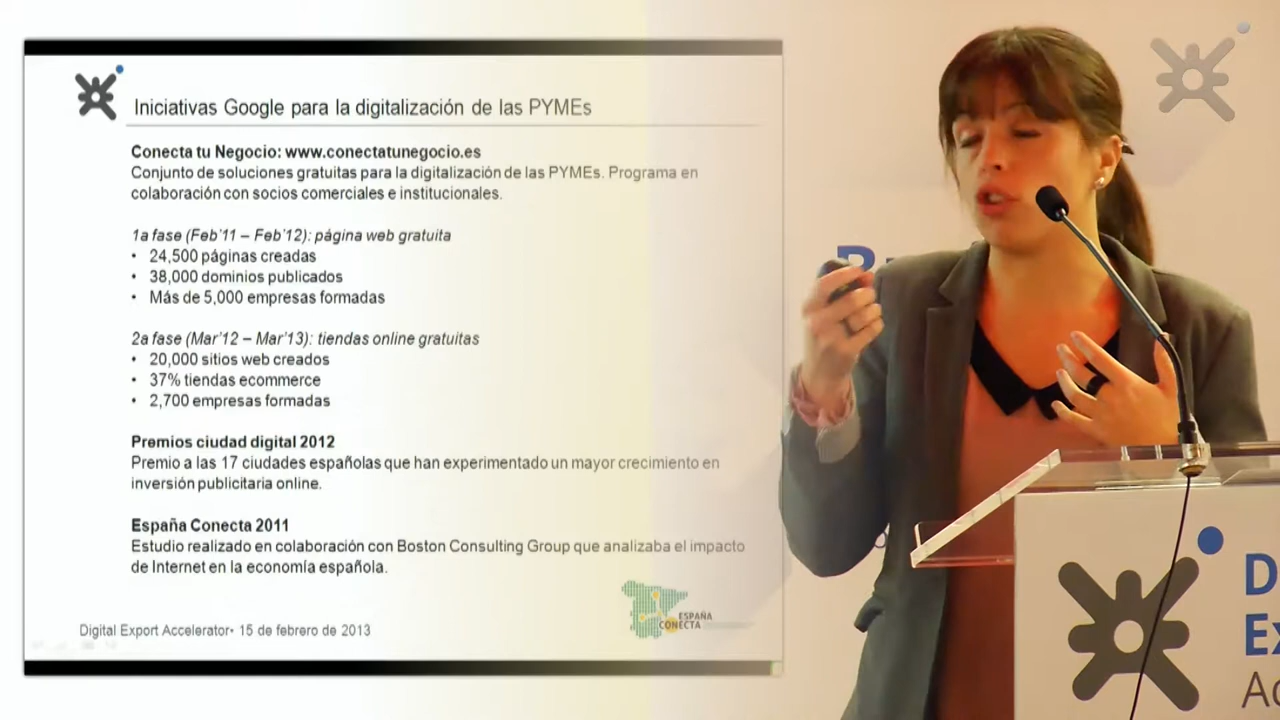 Iniciativas Google para la digitalización de las PYMEs
Conecta tu Negocio: www.conectatunegocio.es
Conjunto de soluciones gratuitas para la digitalización de las PYMEs. Programa en
colaboración con socios comerciales e institucionales.
1a fase (Feb'11 – Feb'12): página web gratuita
• 24,500 páginas creadas
• 38,000 dominios publicados
• Más de 5,000 empresas formadas
2a fase (Mar'12 – Mar'13): tiendas online gratuitas
• 20,000 sitios web creados
• 37% tiendas ecommerce
• 2,700 empresas formadas
Premios ciudad digital 2012
Premio a las 17 ciudades españolas que han experimentado un mayor crecimiento en
inversión publicitaria online.
España Conecta 2011
Estudio realizado en colaboración con Boston Consulting Group que analizaba el impacto
de Internet en la economía española.
ESPAÑA
CONECTA
Digital Export Accelerator• 15 de febrero de 2013
D
Ex
Ac